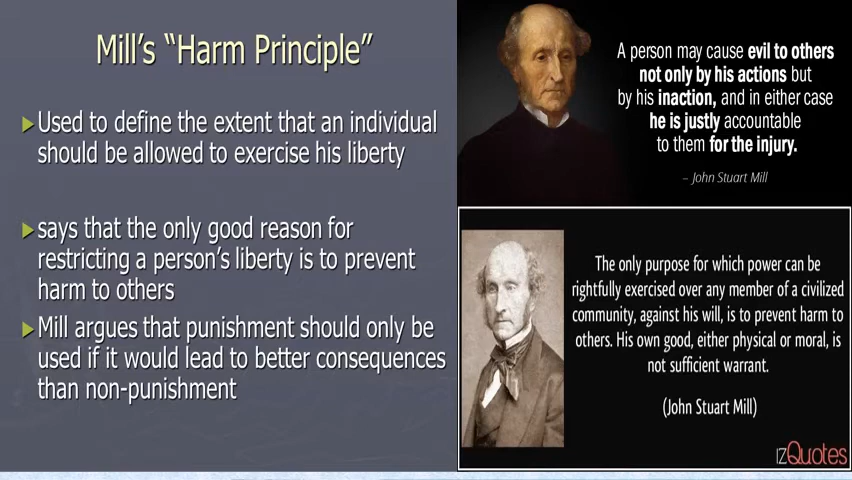 Mill's "Harm Principle"
Used to define the extent that an individual
should be allowed to exercise his liberty
says that the only good reason for
restricting a person's liberty is to prevent
harm to others
Mill argues that punishment should only be
used if it would lead to better consequences
than non-punishment
A person may cause evil to others
not only by his actions but
by his inaction, and in either case
he is justly accountable
to them for the injury.
– John Stuart Mill
The only purpose for which power can be
rightfully exercised over any member of a civilized
community, against his will, is to prevent harm to
others. His own good, either physical or moral, is
not sufficient warrant.
(John Stuart Mill)
IZQuotes